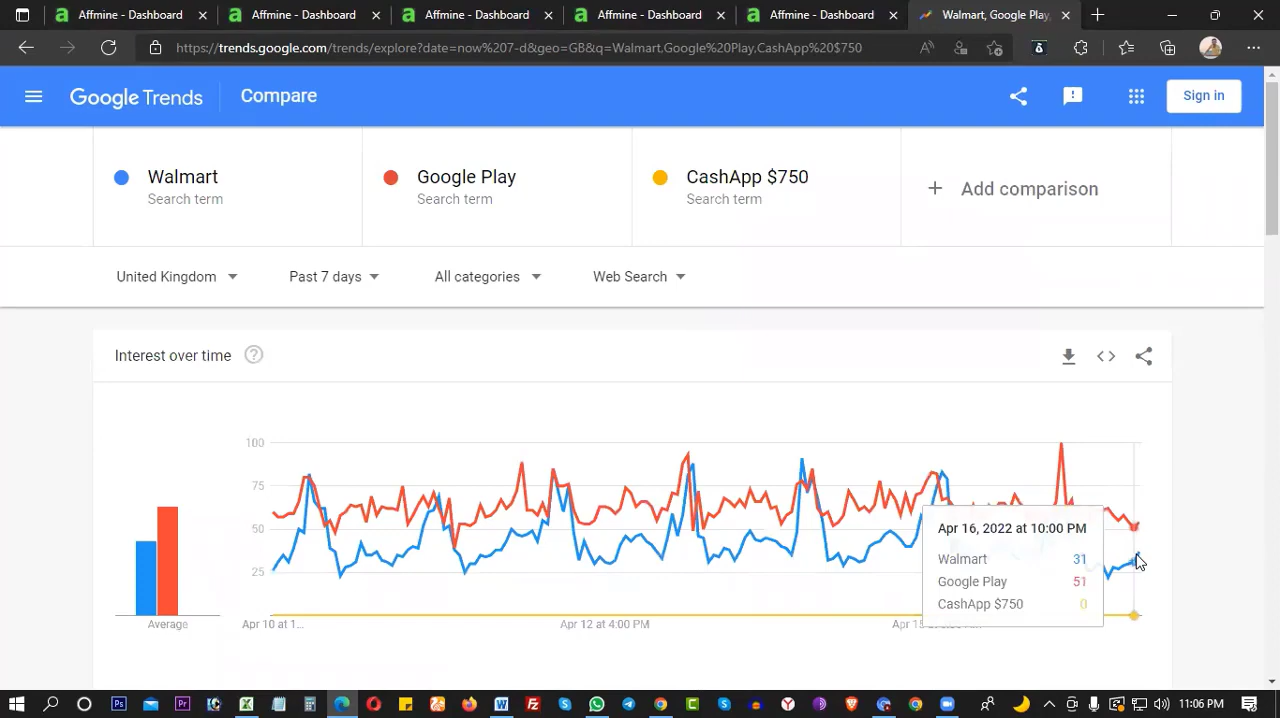 Affmine - Dashboard
Affmine - Dashboard
Affmine - Dashboard
Affmine - Dashboard
Affmine - Dashboard
Walmart, Google Play,
https://trends.google.com/trends/explore?date=now%207-d&geo=GB&q=Walmart,Google%20Play,CashApp%20$750
Google Trends
Compare
Sign in
Walmart
Search term
Google Play
Search term
CashApp $750
Search term
+ Add comparison
United Kingdom
Past 7 days
All categories
Web Search
Interest over time
100
75
50
25
Average
Apr 10 at 1...
Apr 12 at 4:00 PM
Apr 16, 2022 at 10:00 PM
Walmart 31
Google Play 51
CashApp $750 0
11:06 PM